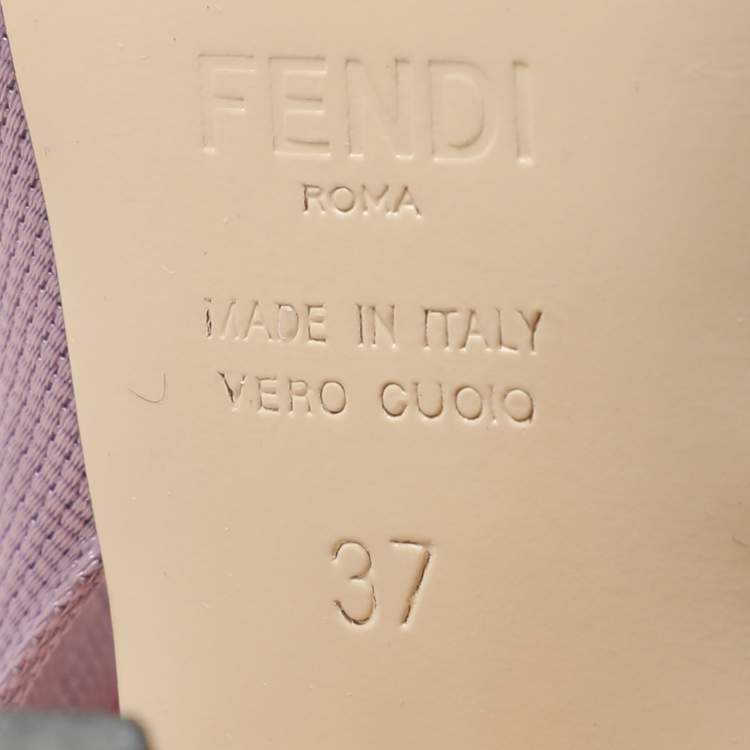 FENDI
ROMA
MADE IN ITALY
VERO CUOIO
37